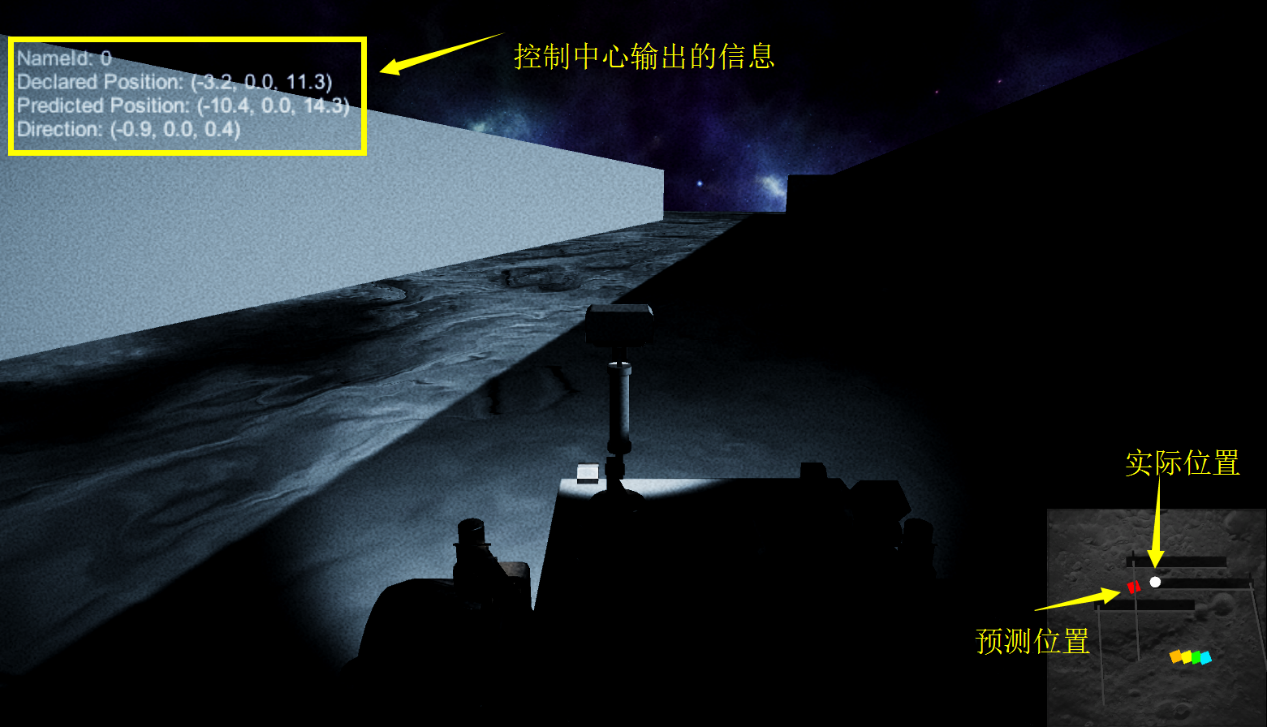 NameId: 0
Declared Position: (-3.2, 0.0, 11.3)
Predicted Position: (-10.4, 0.0, 14.3)
Direction: (-0.9, 0.0, 0.4)
控制中心输出的信息
实际位置
预测位置